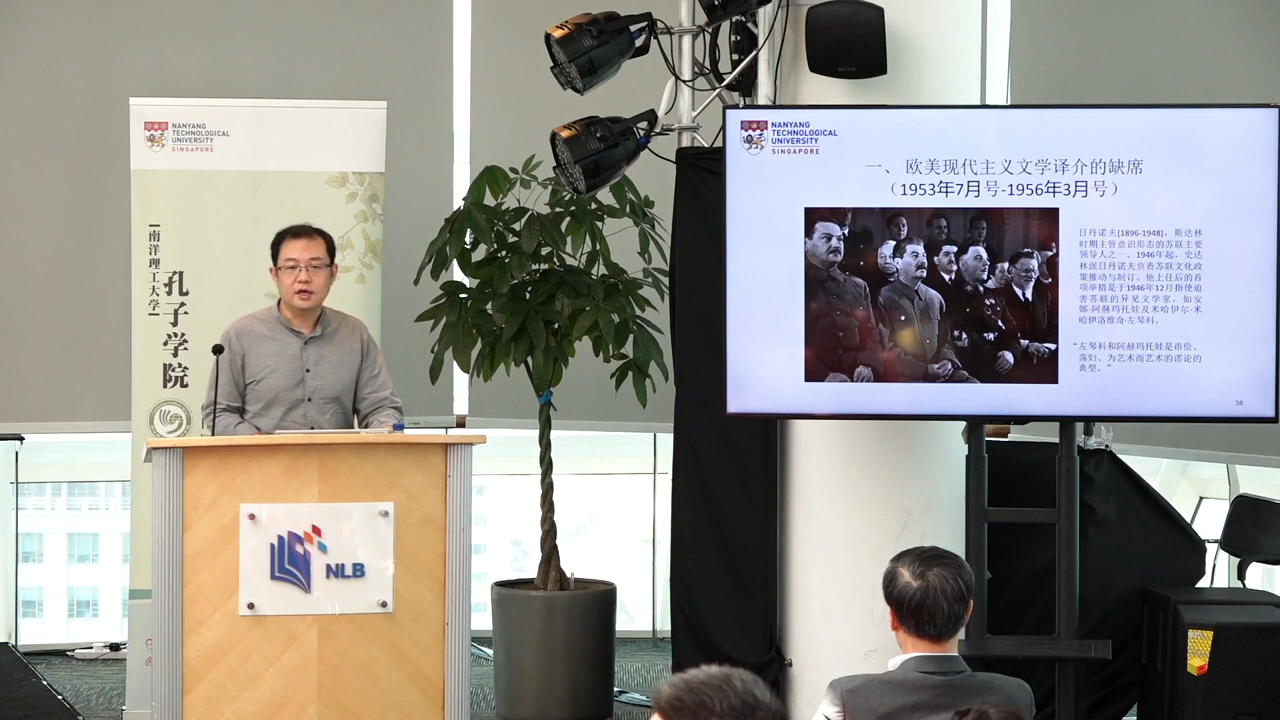 NANYANG
TECHNOLOGICAL
UNIVERSITY
SINGAPORE
南洋理工大学
孔子学院
NLB
NANYANG
TECHNOLOGICAL
UNIVERSITY
SINGAPORE
一、 欧美现代主义文学译介的缺席
（1953年7月号-1956年3月号）
日丹诺夫(1896-1948)，斯达林
时期主管意识形态的苏联主要
领导人之一。1946年起，史达
林派日丹诺夫负责苏联文化政
策推动与制订。他上任后的首
项举措是于1946年12月指使迫
害苏联的异见文学家，如安
娜·阿赫玛托娃及米哈伊尔·米
哈伊洛维奇·左琴科。
“左琴科和阿赫玛托娃是市侩、
荡妇、为艺术而艺术的谬论的
典型。”
38